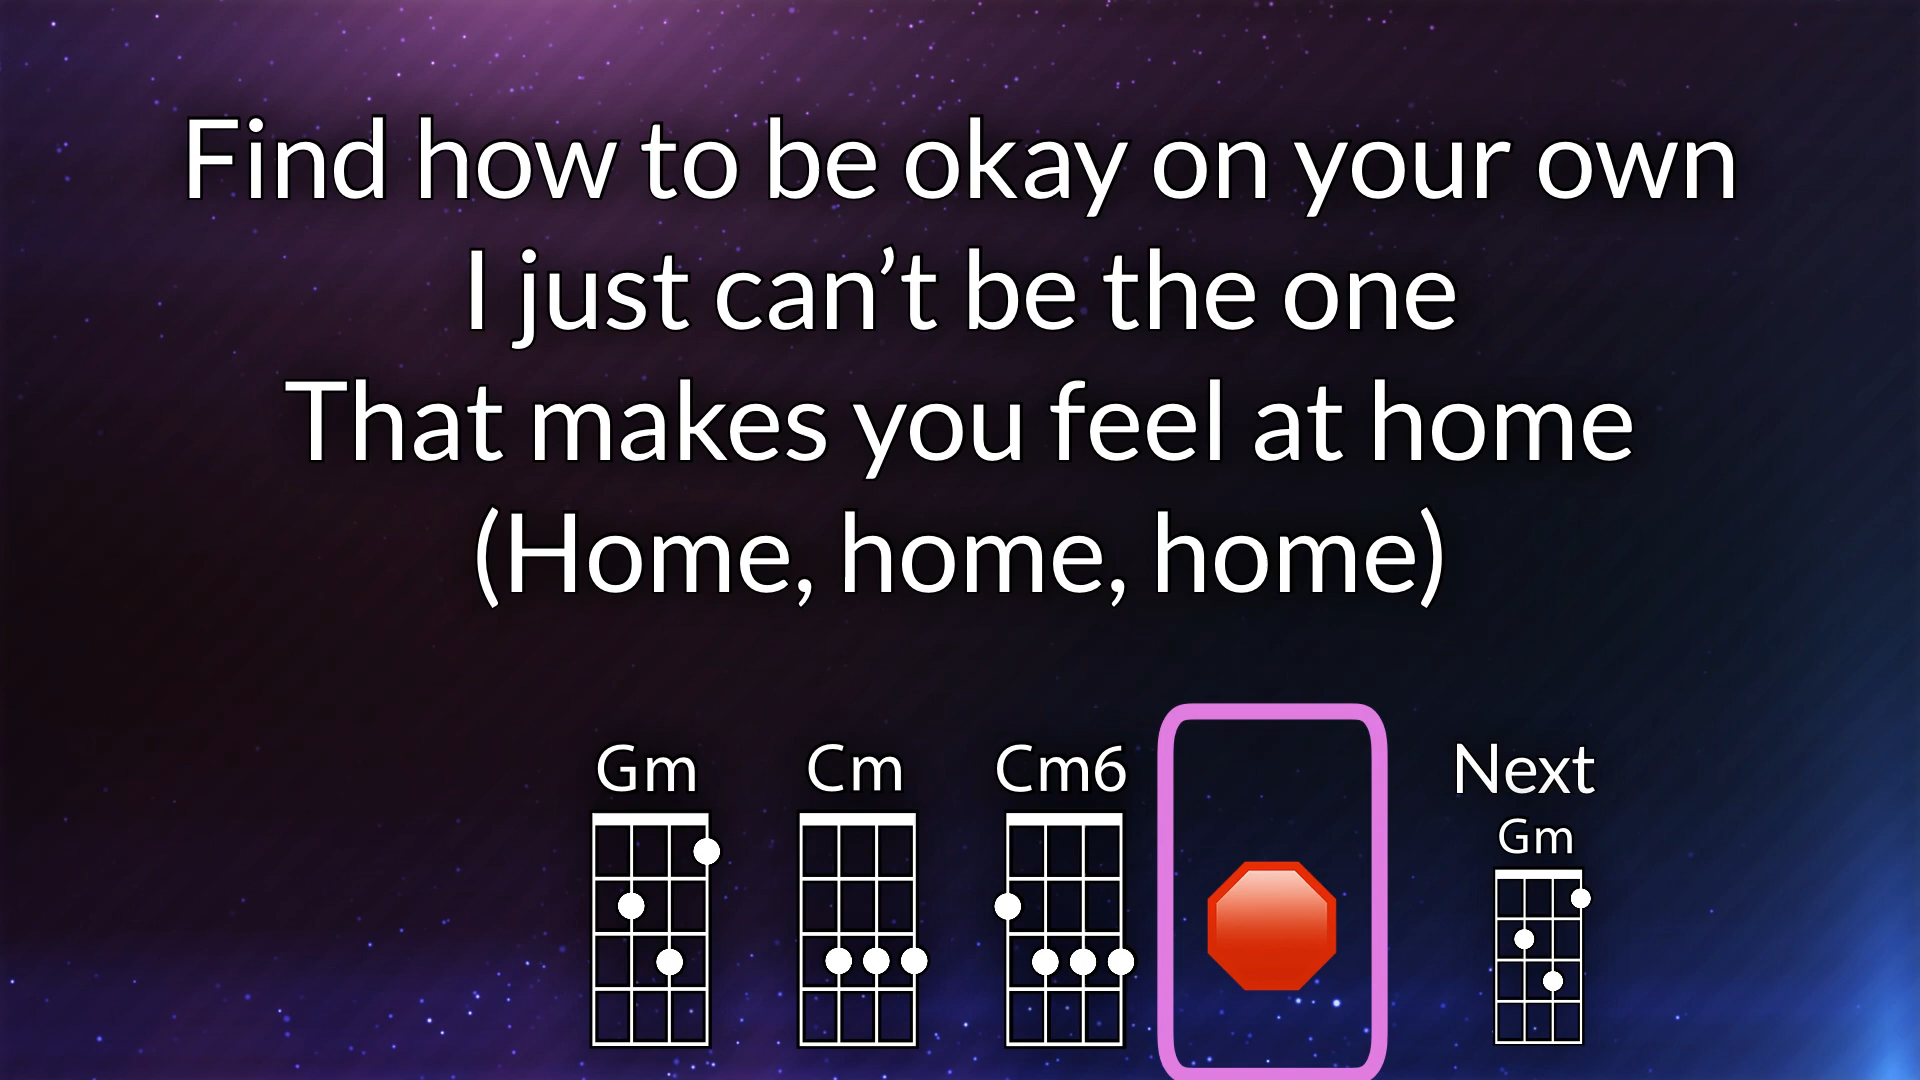 Find how to be okay on your own
I just can’t be the one
That makes you feel at home
(Home, home, home)
Gm Cm Cm6 Next
Gm